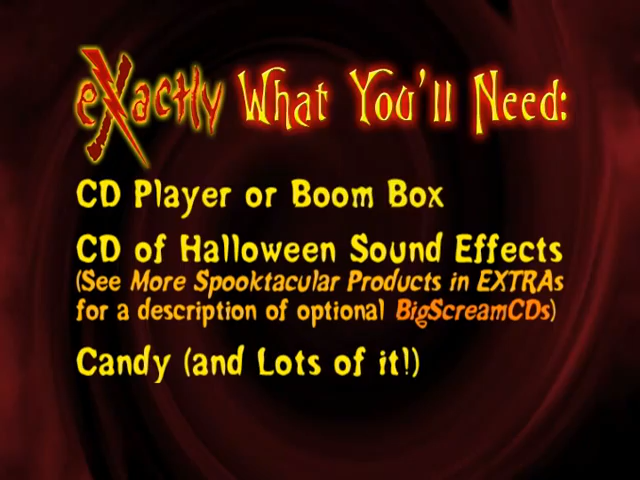 eXactly What You'll Need:
CD Player or Boom Box
CD of Halloween Sound Effects
(See More Spooktacular Products in EXTRAs
for a description of optional BigScreamCDs)
Candy (and Lots of it!)